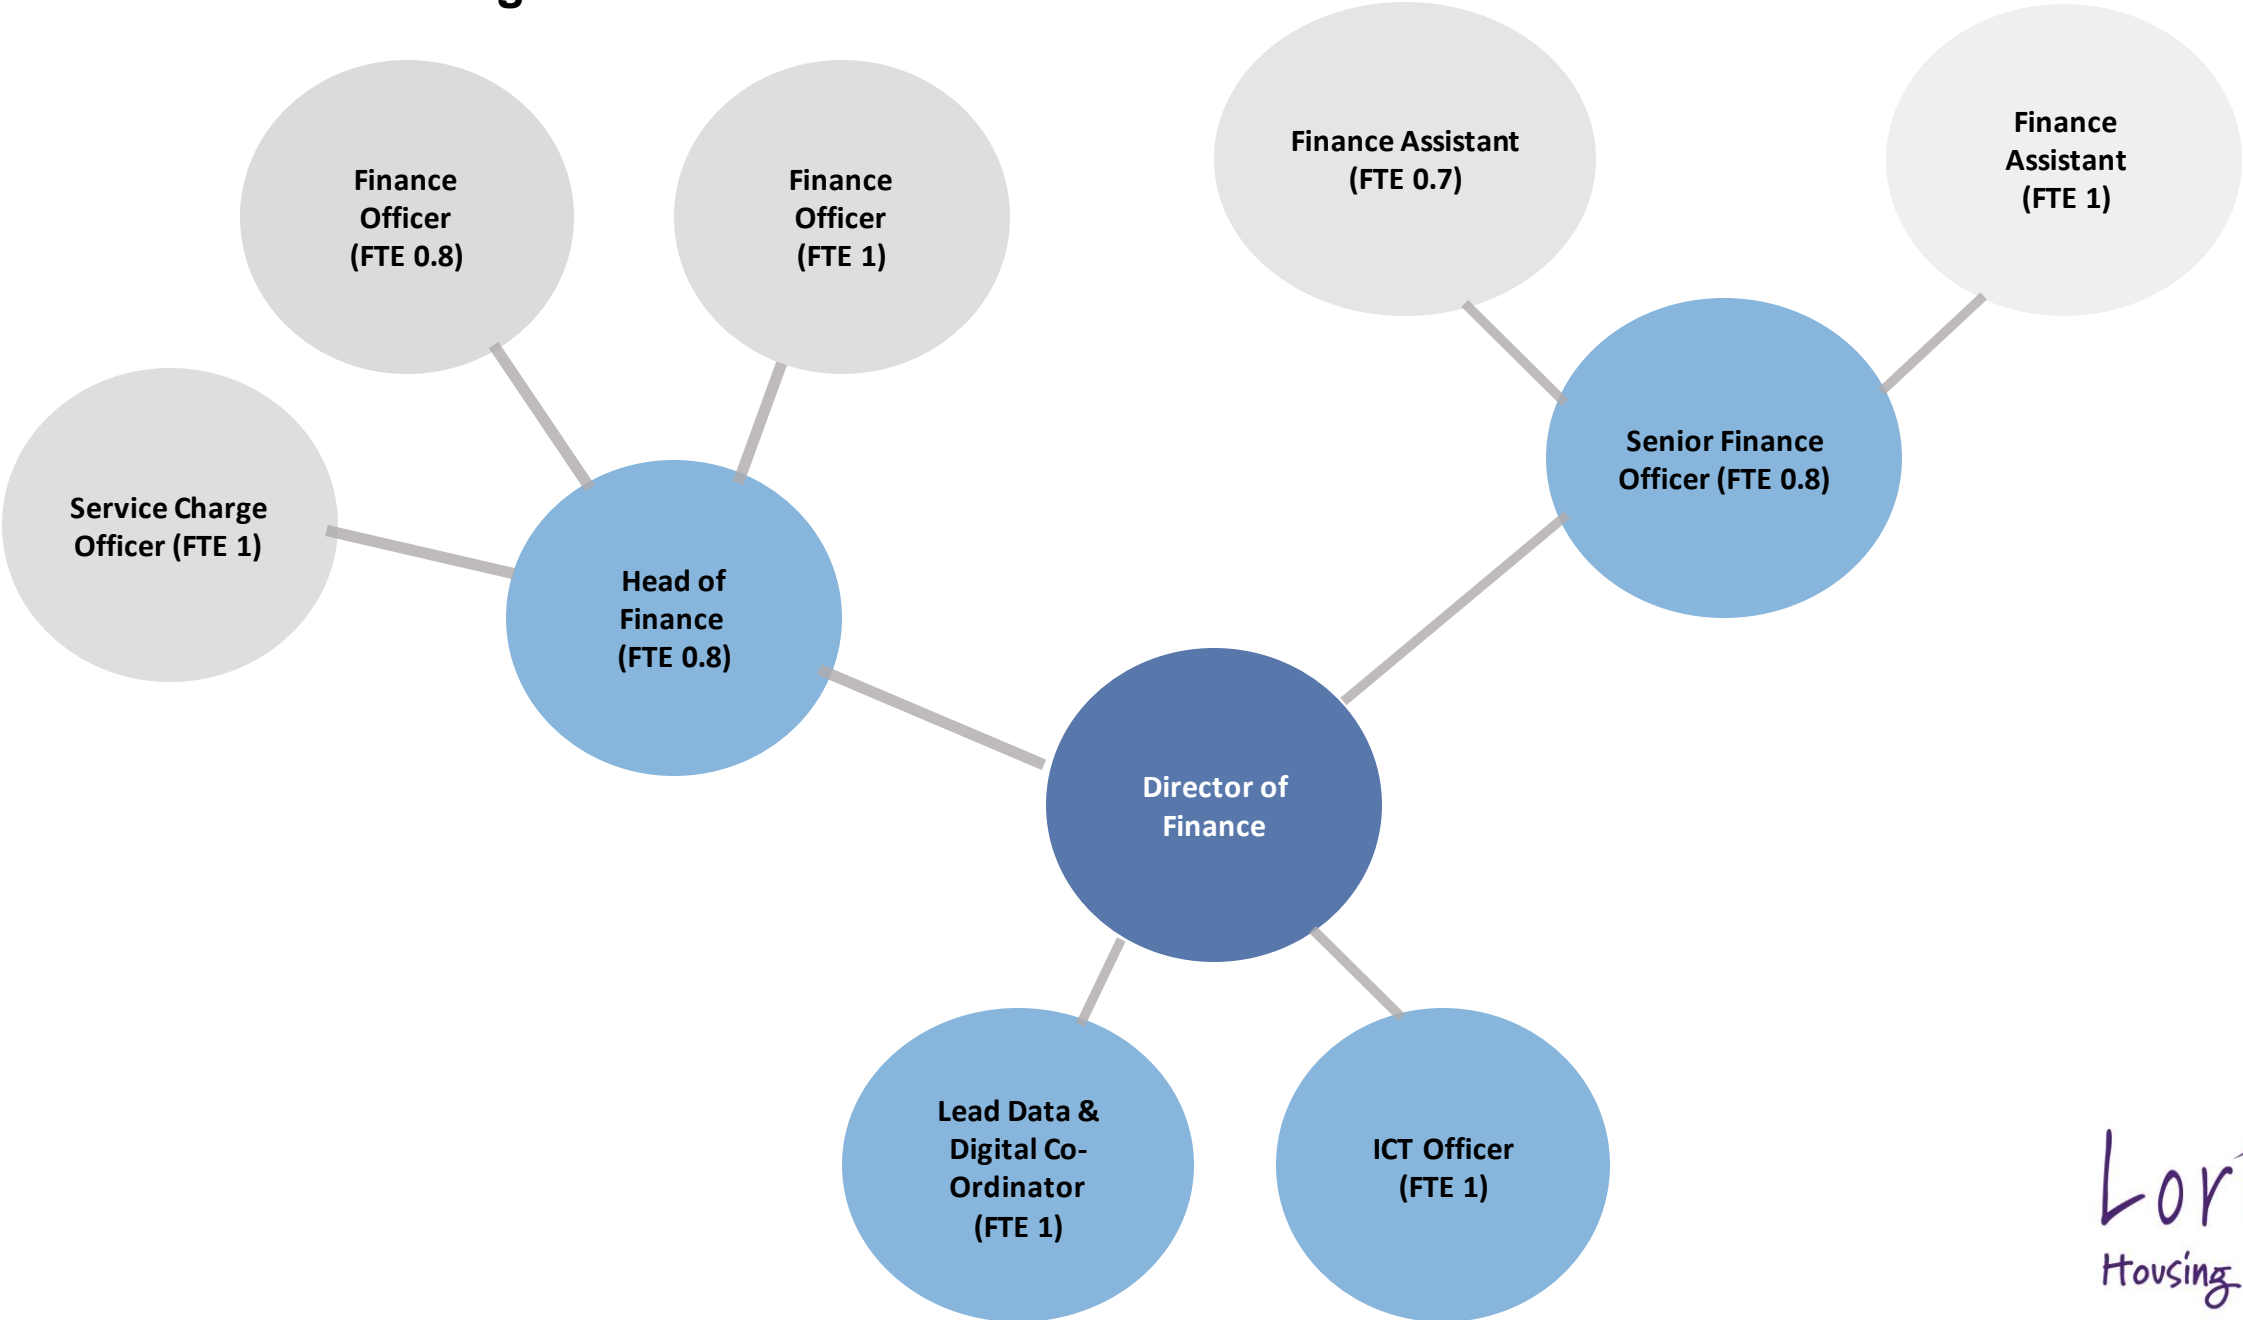 Finance Assistant
(FTE 0.7)
Finance
Assistant
(FTE 1)
Finance
Officer
(FTE 0.8)
Finance
Officer
(FTE 1)
Senior Finance
Officer (FTE 0.8)
Service Charge
Officer (FTE 1)
Head of
Finance
(FTE 0.8)
Director of
Finance
Lead Data &
Digital Co-
Ordinator
(FTE 1)
ICT Officer
(FTE 1)
Housing